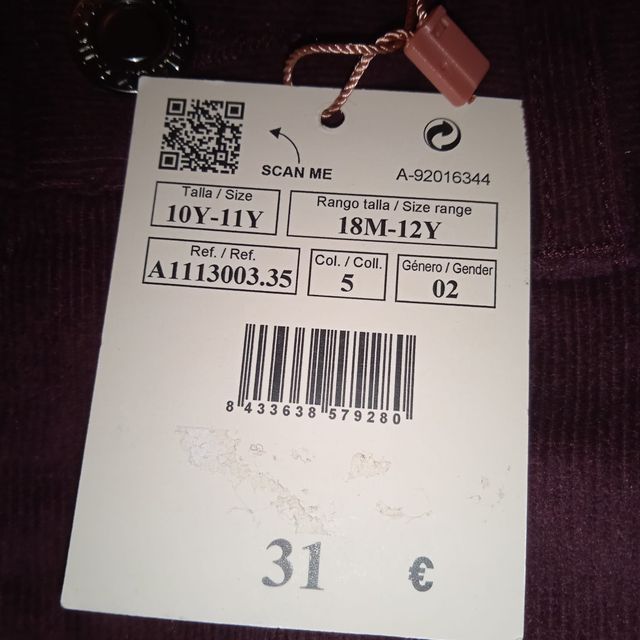 SCAN ME
A-92016344
Talla / Size
10Y-11Y
Rango talla / Size range
18M-12Y
Ref. / Ref.
A1113003.35
Col. / Coll.
5
Género / Gender
02
8 433638 579280
31 €